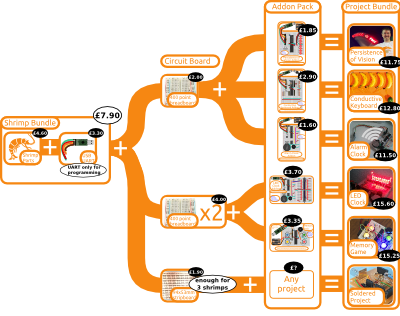 Addon Pack
Project Bundle
£1.85
Persistence
of Vision
£11.75
Circuit Board
£2.00
400 point
breadboard
£2.90
Conductive
Keyboard
£12.80
£7.90
Shrimp Bundle
£4.60
Shrimp
parts
£3.30
UART only for
programming
£1.60
Alarm
Clock
£11.50
£4.00
400 point
breadboard
x2
£3.70
LED
Clock
£15.60
£3.35
Memory
Game
£15.25
£1.90
stripboard
enough for
3 shrimps
£?
Any
project
Soldered
Project